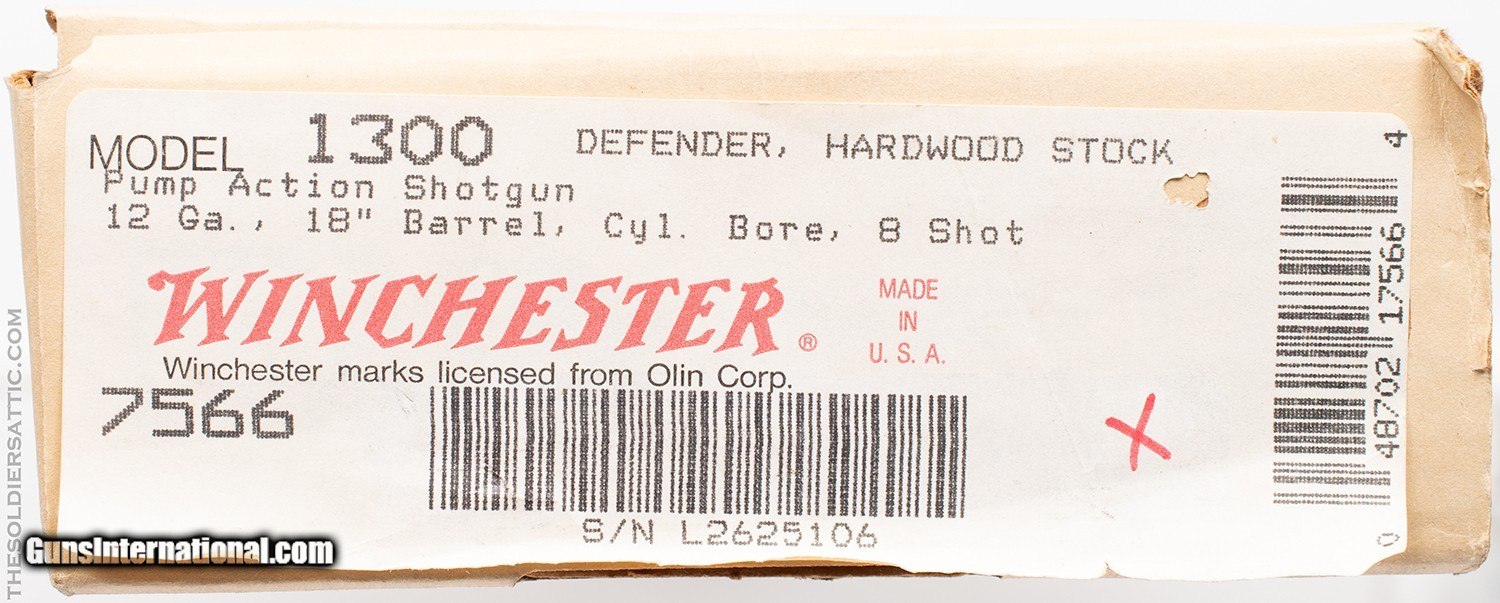 MODEL 1300 DEFENDER, HARDWOOD STOCK
Pump Action Shotgun
12 Ga., 18" Barrel, Cyl. Bore, 8 Shot
WINCHESTER®
MADE
IN
U.S.A.
Winchester marks licensed from Olin Corp.
7566
S/N L2625106
X
0 48702 17566 4
THESOLDIERSATTIC.COM
GunsInternational.com